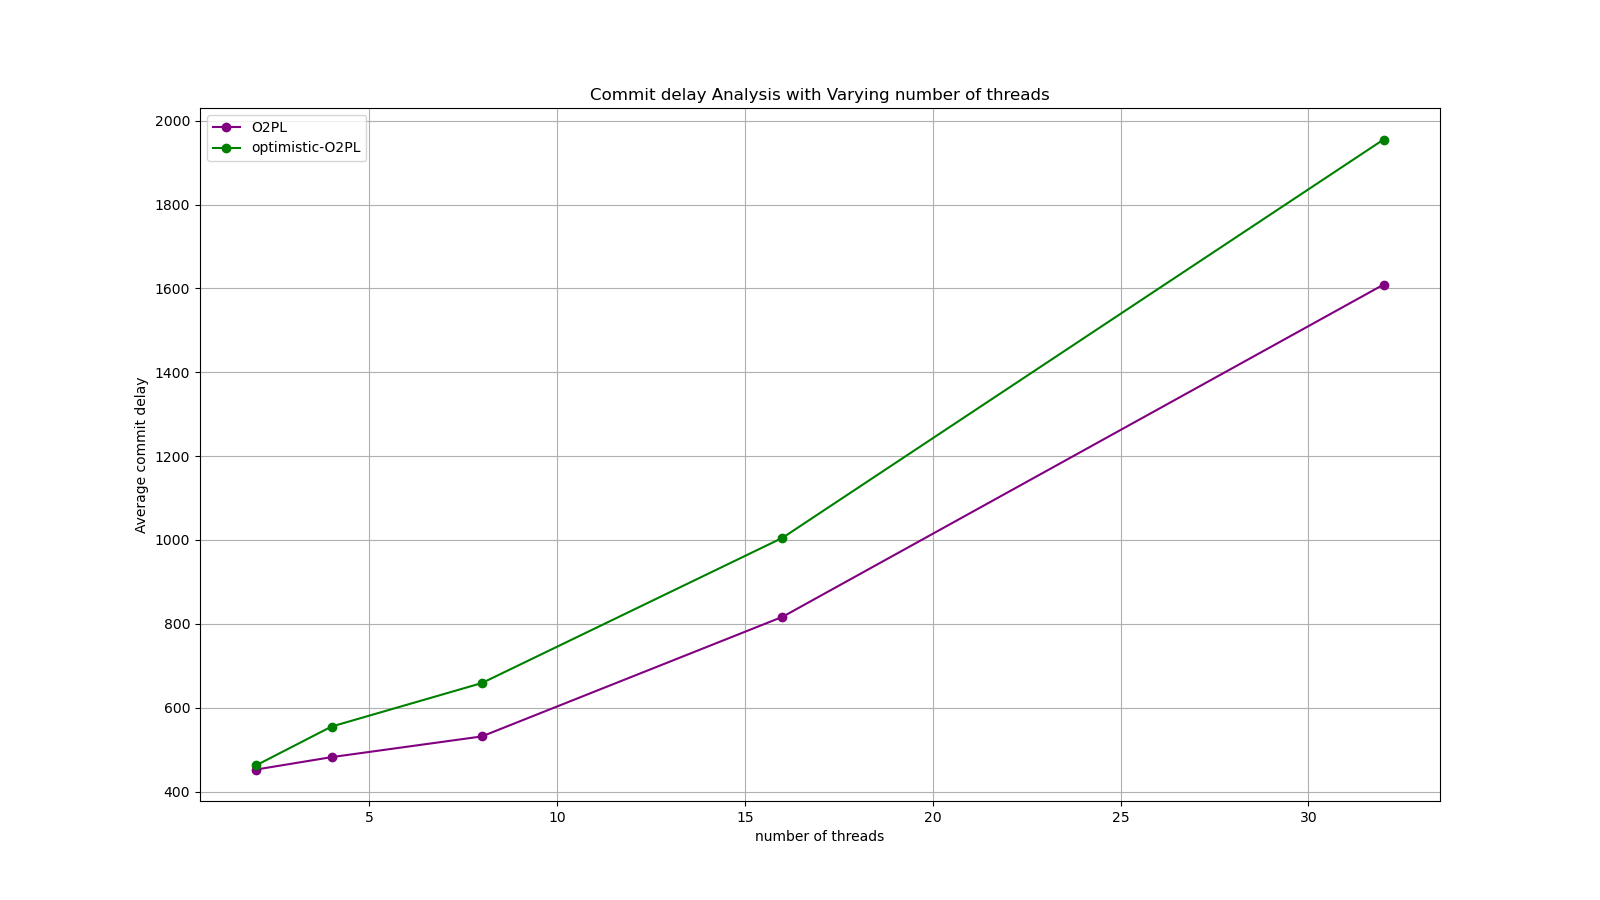 Commit delay Analysis with Varying number of threads
O2PL
optimistic-O2PL
2000
1800
1600
1400
1200
1000
800
600
400
Average commit delay
5 10 15 20 25 30
number of threads